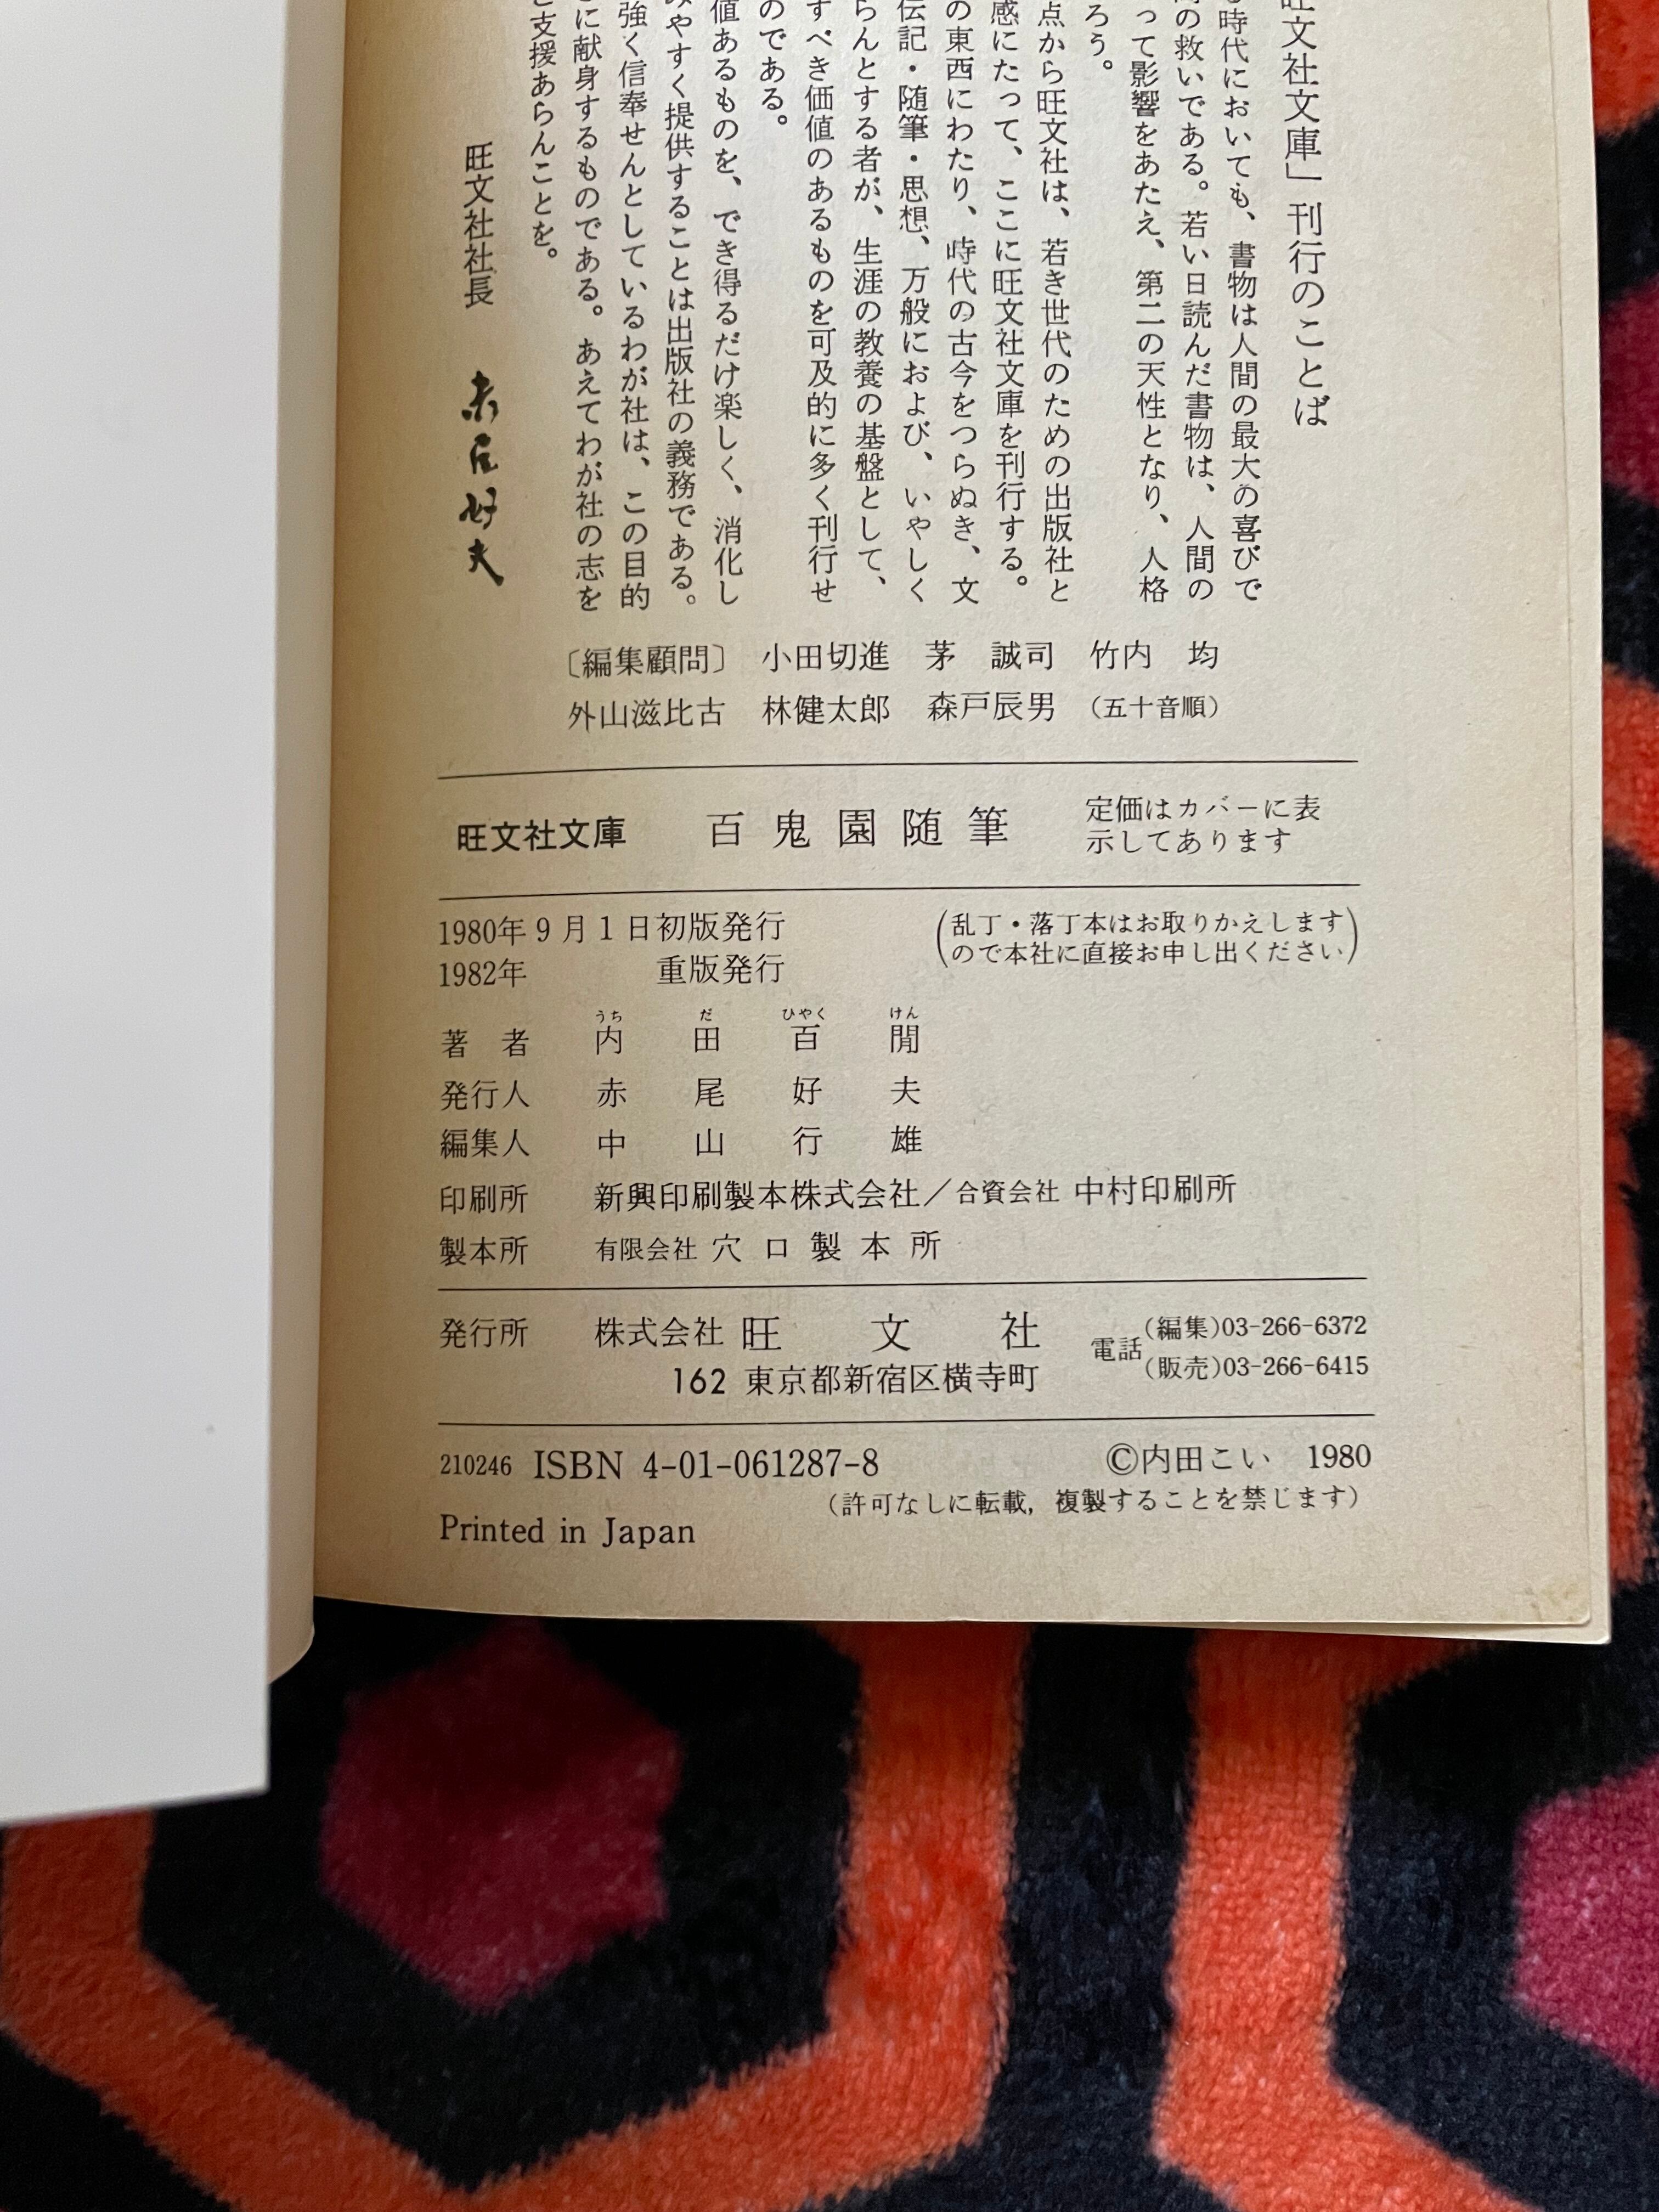 旺文社文庫」刊行のことば
時代においても、書物は人間の最大の喜びで
の救いである。若い日読んだ書物は、人間の
って影響をあたえ、第二の天性となり、人格
ろう。
点から旺文社は、若き世代のための出版社と
感にたって、ここに旺文社文庫を刊行する。
の東西にわたり、時代の古今をつらぬき、文
伝記・随筆・思想、万般におよび、いやしく
らんとする者が、生涯の教養の基盤として、
すべき価値のあるものを可及的に多く刊行せ
のである。
値あるものを、でき得るだけ楽しく、消化し
みやすく提供することは出版社の義務である。
強く信奉せんとしているわが社は、この目的
に献身するものである。あえてわが社の志を
支援あらんことを。
旺文社社長 赤尾好夫
〔編集顧問〕 小田切進 茅 誠司 竹内 均
外山滋比古 林健太郎 森戸辰男 (五十音順)
旺文社文庫 百鬼園随筆 定価はカバーに表
示してあります
1980年9月1日初版発行
1982年 重版発行
(乱丁・落丁本はお取りかえします
ので本社に直接お申し出ください)
うち だ ひやく けん
著者 内田百閒
発行人 赤尾好夫
編集人 中山行雄
印刷所 新興印刷製本株式会社/合資会社 中村印刷所
製本所 有限会社 穴口製本所
発行所 株式会社 旺文社
162 東京都新宿区横寺町
電話 (編集)03-266-6372
(販売)03-266-6415
210246 ISBN 4-01-061287-8 ©内田こい 1980
(許可なしに転載, 複製することを禁じます)
Printed in Japan